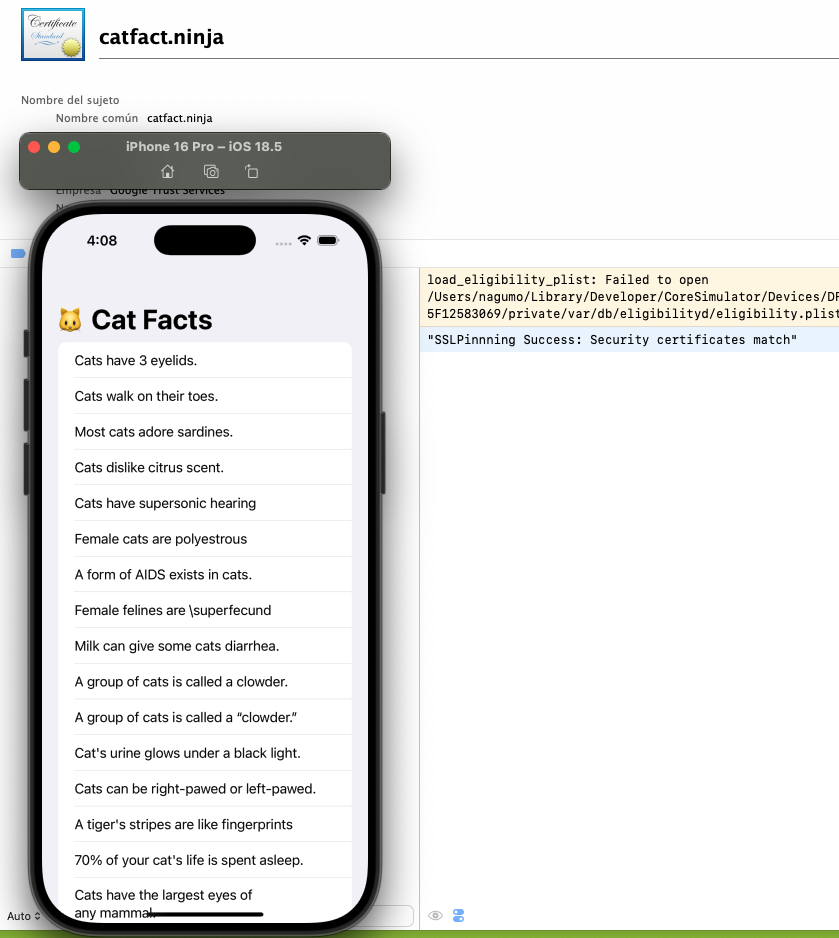 Certificate
Standard
catfact.ninja
Nombre del sujeto
Nombre común catfact.ninja
iPhone 16 Pro – iOS 18.5
Empresa Google Trust Services
4:08
Cat Facts
Cats have 3 eyelids.
Cats walk on their toes.
Most cats adore sardines.
Cats dislike citrus scent.
Cats have supersonic hearing
Female cats are polyestrous
A form of AIDS exists in cats.
Female felines are \superfecund
Milk can give some cats diarrhea.
A group of cats is called a clowder.
A group of cats is called a “clowder.”
Cat's urine glows under a black light.
Cats can be right-pawed or left-pawed.
A tiger's stripes are like fingerprints
70% of your cat's life is spent asleep.
Cats have the largest eyes of
any mammal.
Auto
load_eligibility_plist: Failed to open
/Users/nagumo/Library/Developer/CoreSimulator/Devices/DF
5F12583069/private/var/db/eligibilityd/eligibility.plist
"SSLPinnning Success: Security certificates match"